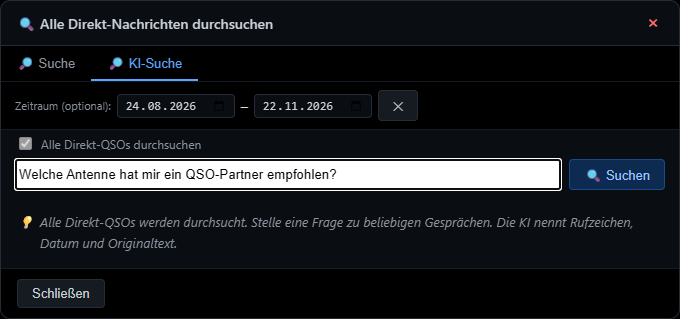 Alle Direkt-Nachrichten durchsuchen
×
Suche
KI-Suche
Zeitraum (optional): 24.08.2026 – 22.11.2026 ×
Alle Direkt-QSOs durchsuchen
Welche Antenne hat mir ein QSO-Partner empfohlen? Suchen
Alle Direkt-QSOs werden durchsucht. Stelle eine Frage zu beliebigen Gesprächen. Die KI nennt Rufzeichen,
Datum und Originaltext.
Schließen